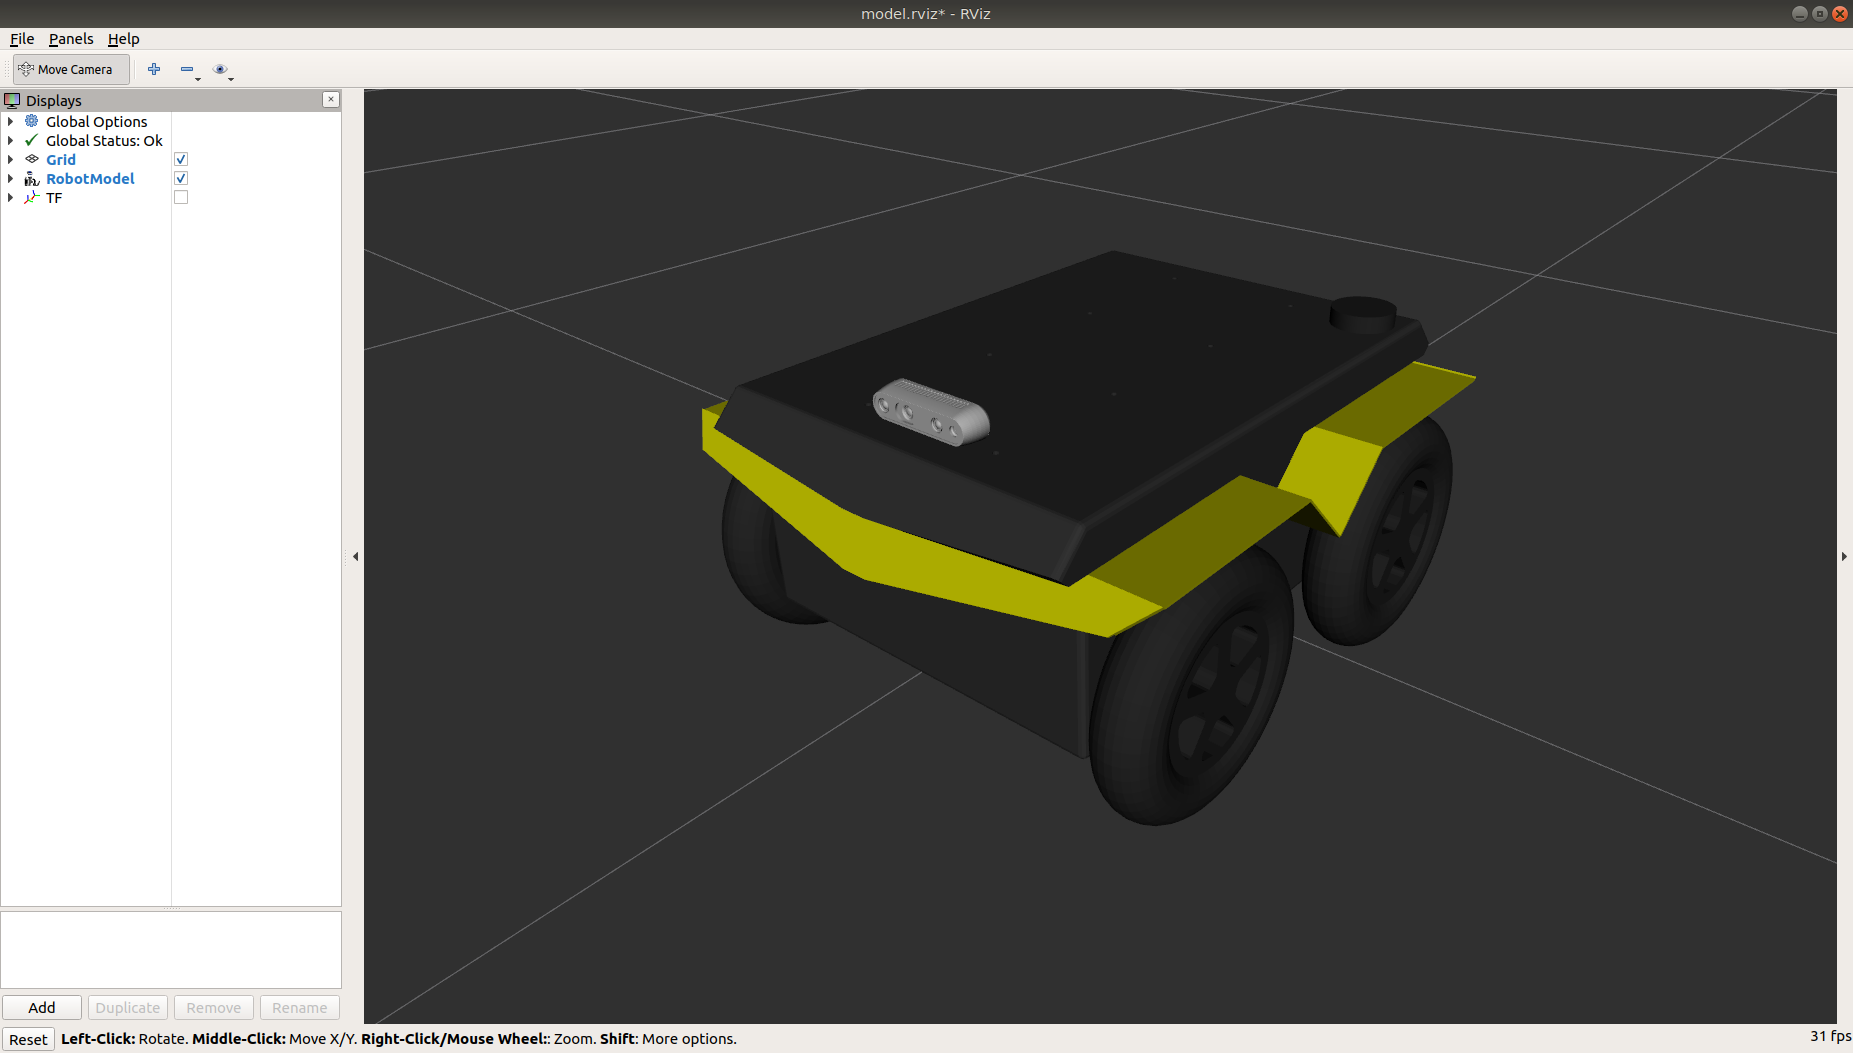 model.rviz* - RViz
File Panels Help
Move Camera
Displays
Global Options
Global Status: Ok
Grid
RobotModel
TF
Add Duplicate Remove Rename
Reset Left-Click: Rotate. Middle-Click: Move X/Y. Right-Click/Mouse Wheel:: Zoom. Shift: More options. 31 fps